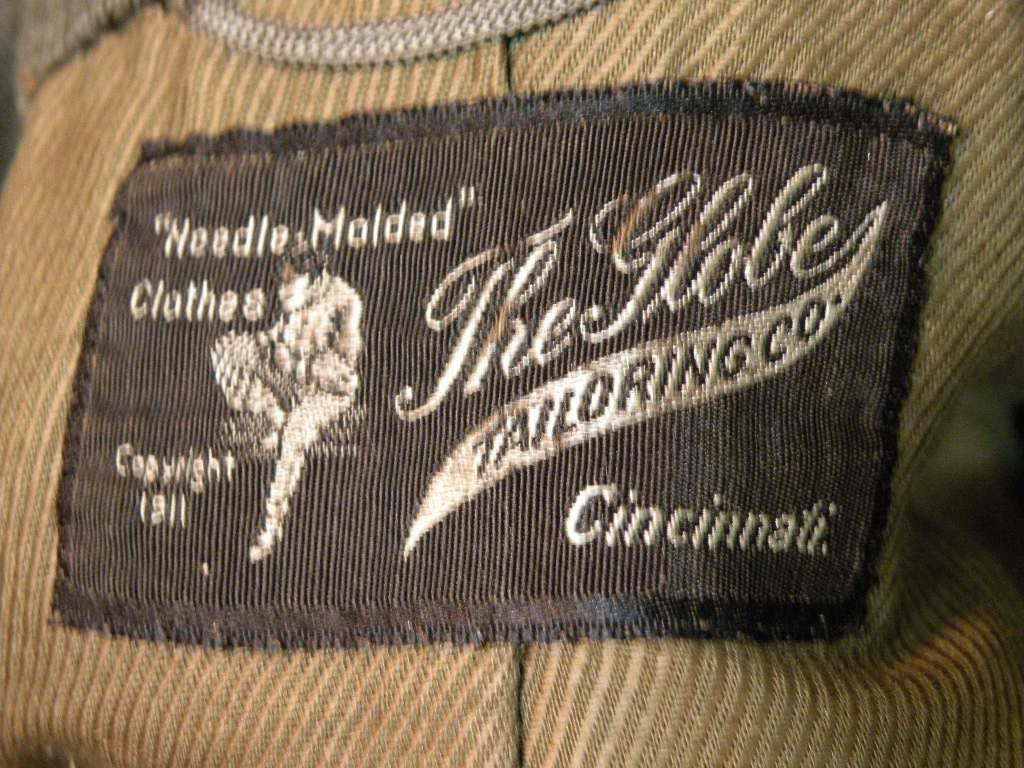 "Needle-Molded"
Clothes
Copyright
1911
The Globe
TAILORING CO.
Cincinnati